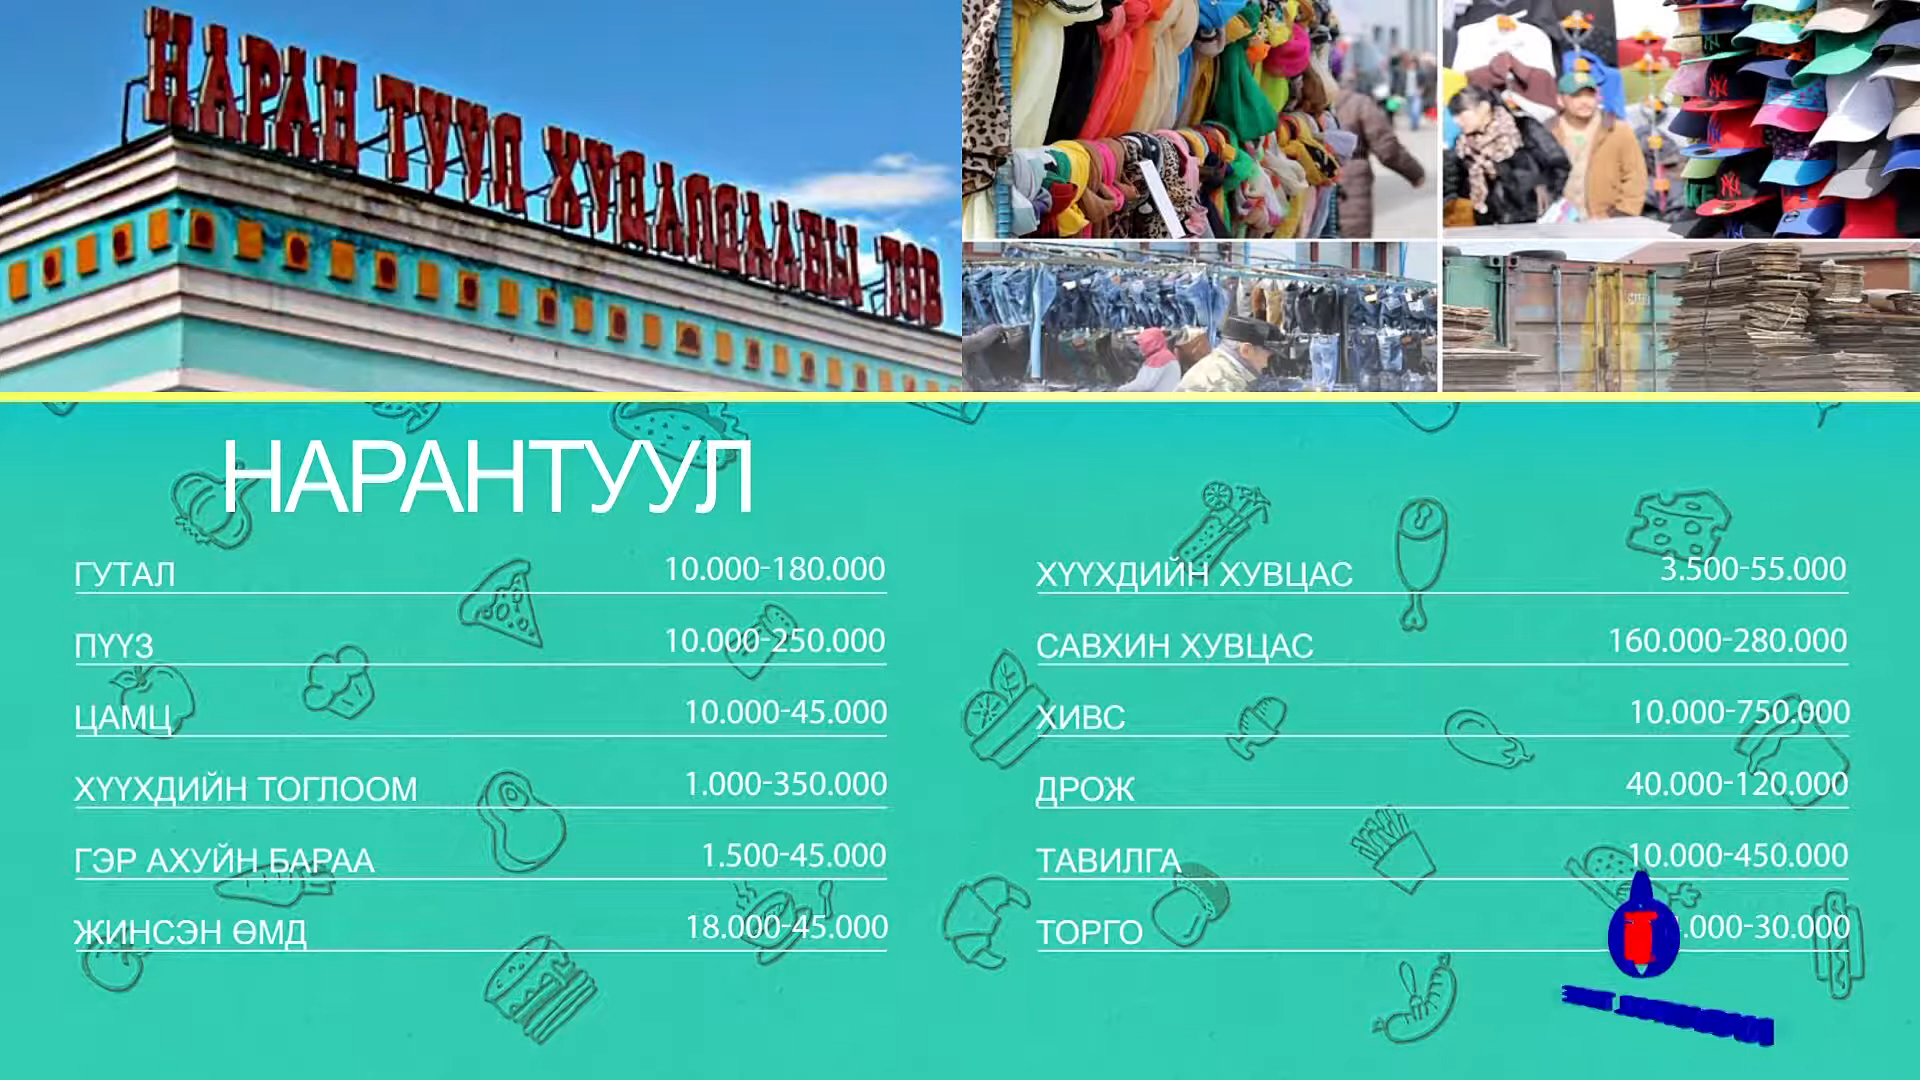 НАРАН ТУУЛ ХУДАЛДААНЫ ТӨВ
НАРАНТУУЛ
ГУТАЛ 10.000-180.000
ПҮҮЗ 10.000-250.000
ЦАМЦ 10.000-45.000
ХҮҮХДИЙН ТОГЛООМ 1.000-350.000
ГЭР АХУЙН БАРАА 1.500-45.000
ЖИНСЭН ӨМД 18.000-45.000
ХҮҮХДИЙН ХУВЦАС 3.500-55.000
САВХИН ХУВЦАС 160.000-280.000
ХИВС 10.000-750.000
ДРОЖ 40.000-120.000
ТАВИЛГА 10.000-450.000
ТОРГО .000-30.000